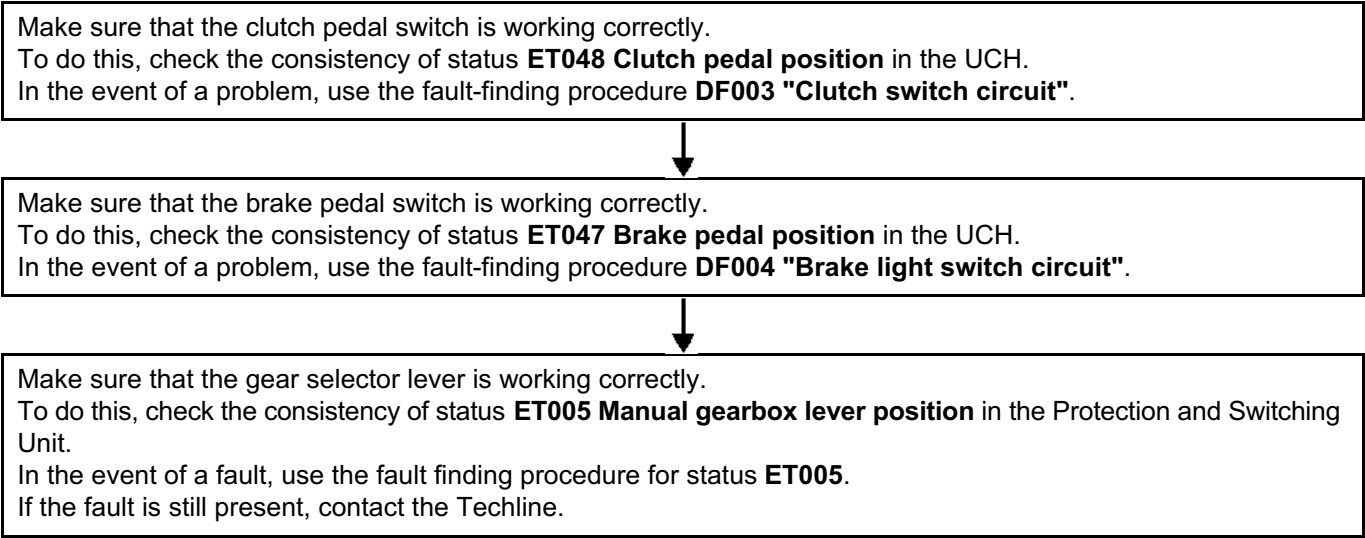 Make sure that the clutch pedal switch is working correctly.
To do this, check the consistency of status ET048 Clutch pedal position in the UCH.
In the event of a problem, use the fault-finding procedure DF003 "Clutch switch circuit".
Make sure that the brake pedal switch is working correctly.
To do this, check the consistency of status ET047 Brake pedal position in the UCH.
In the event of a problem, use the fault-finding procedure DF004 "Brake light switch circuit".
Make sure that the gear selector lever is working correctly.
To do this, check the consistency of status ET005 Manual gearbox lever position in the Protection and Switching
Unit.
In the event of a fault, use the fault finding procedure for status ET005.
If the fault is still present, contact the Techline.